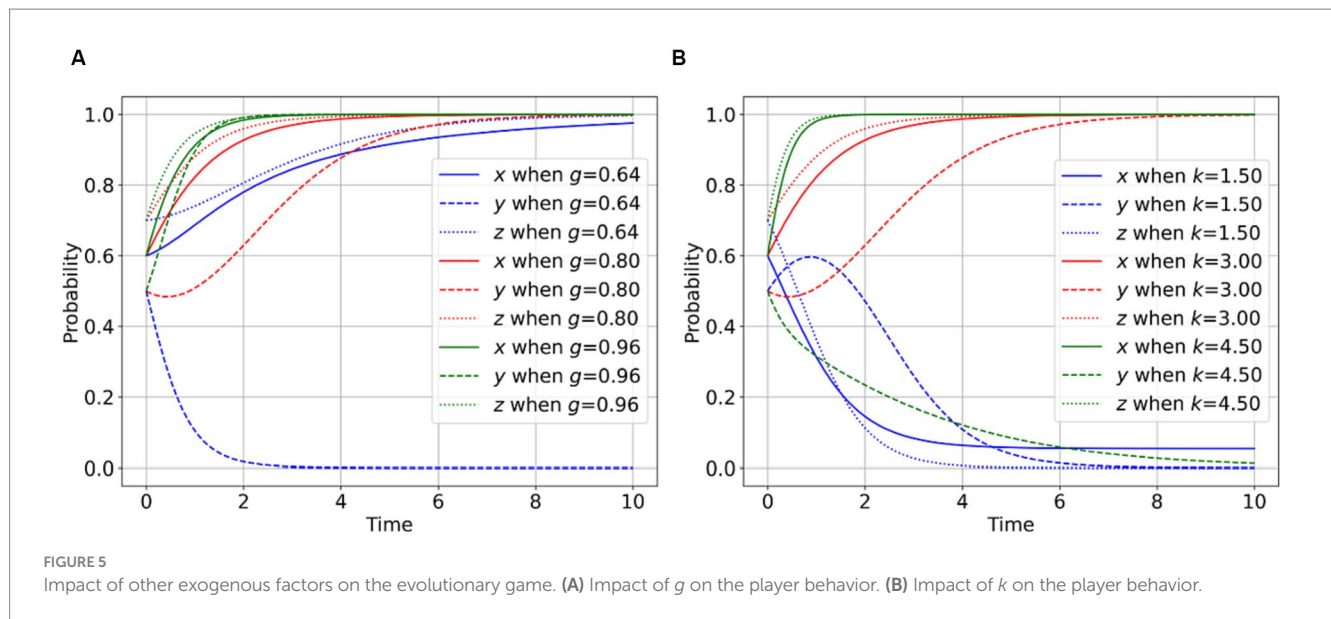 A
Probability
1.0
0.8
0.6
0.4
0.2
0.0
x when g=0.64
y when g=0.64
z when g=0.64
x when g=0.80
y when g=0.80
z when g=0.80
x when g=0.96
y when g=0.96
z when g=0.96
0 2 4 6 8 10
Time
B
Probability
1.0
0.8
0.6
0.4
0.2
0.0
x when k=1.50
y when k=1.50
z when k=1.50
x when k=3.00
y when k=3.00
z when k=3.00
x when k=4.50
y when k=4.50
z when k=4.50
0 2 4 6 8 10
Time
FIGURE 5
Impact of other exogenous factors on the evolutionary game. (A) Impact of g on the player behavior. (B) Impact of k on the player behavior.